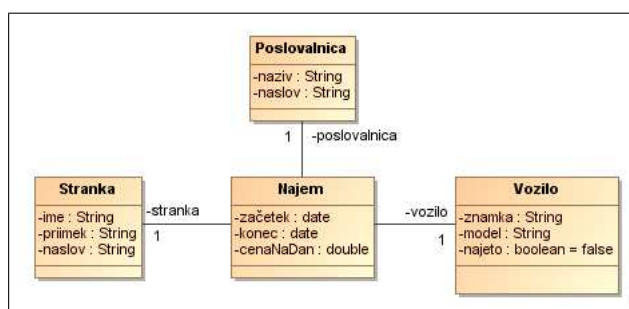 Poslovalnica
-naziv : String
-naslov : String
1
-poslovalnica
Stranka
-ime : String
-priimek : String
-naslov : String
-stranka
1
Najem
-začetek : date
-konec : date
-cenaNaDan : double
-vozilo
1
Vozilo
-znamka : String
-model : String
-najeto : boolean = false